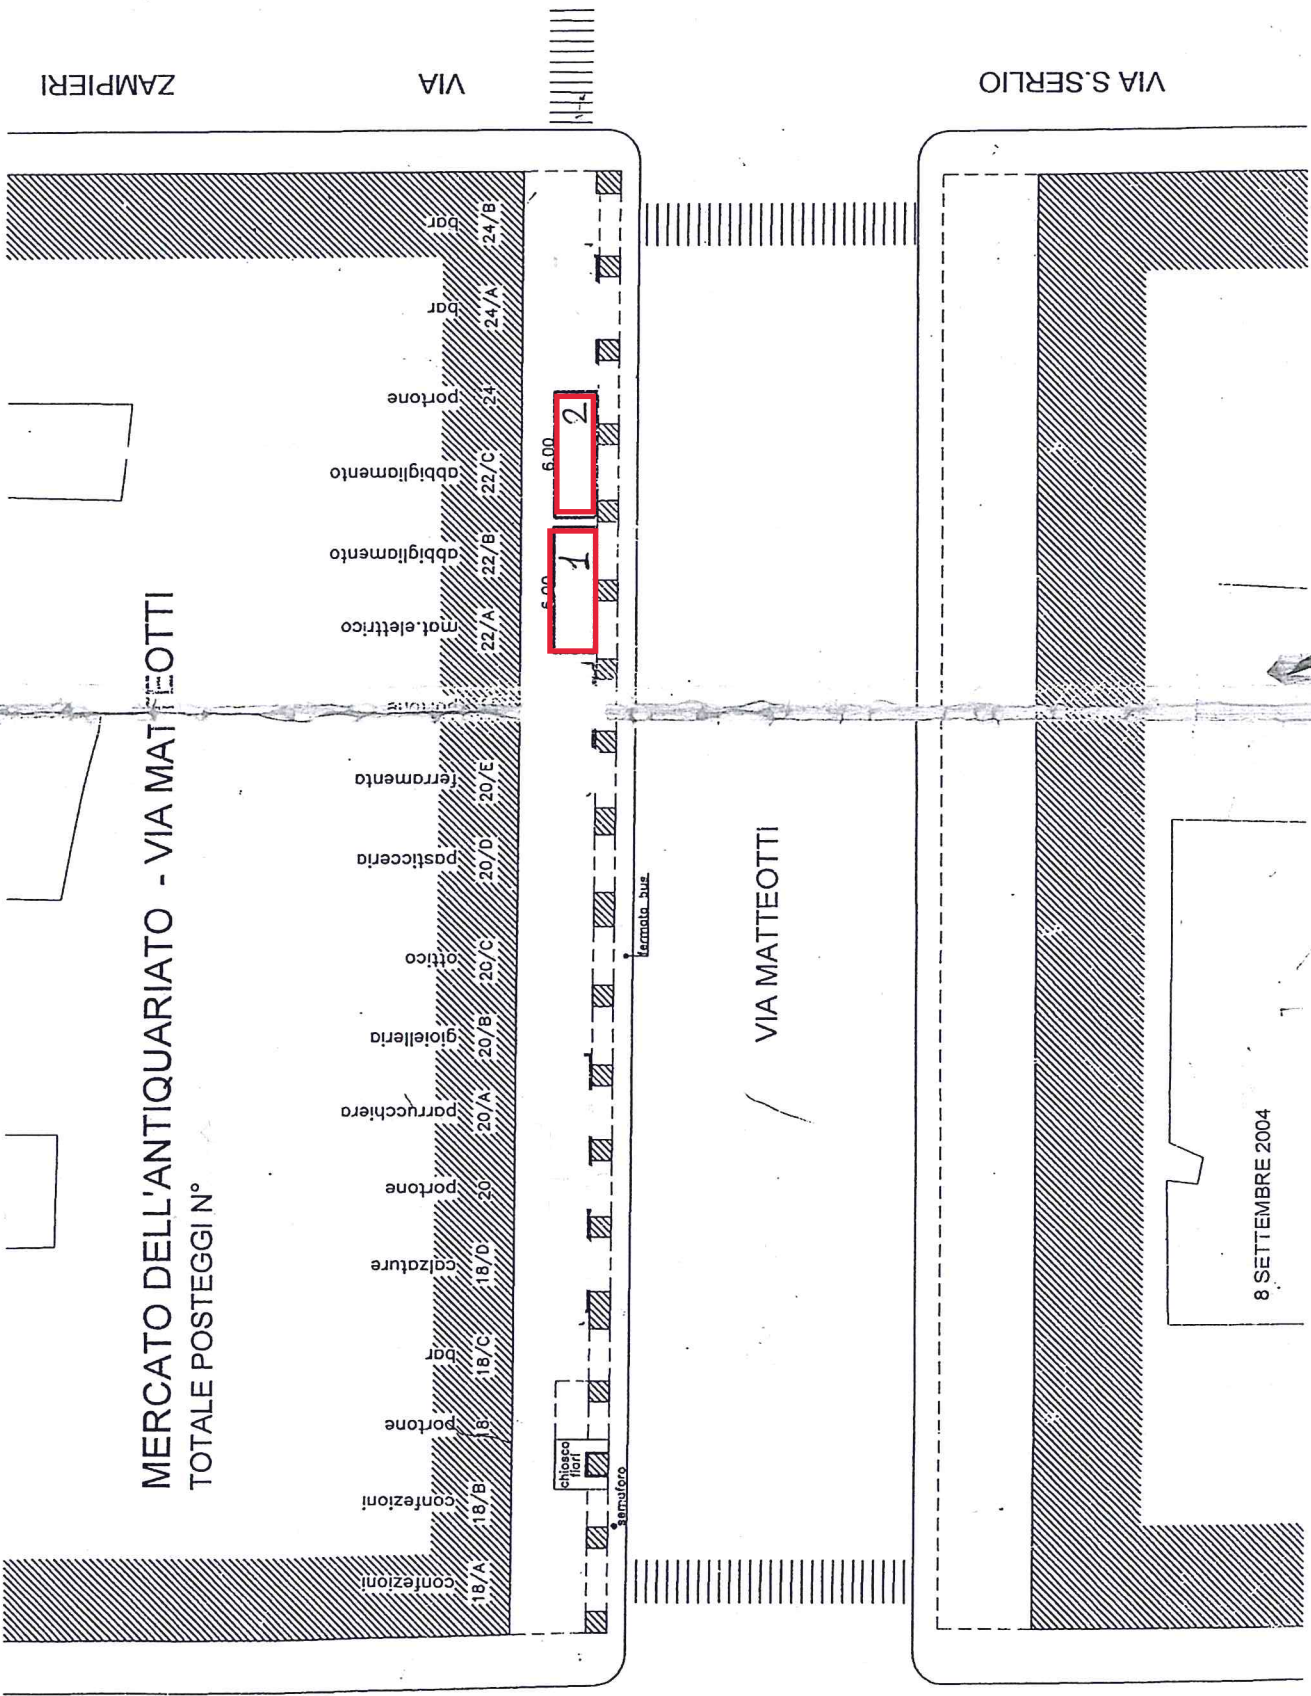 ZAMPIERI
VIA
VIA S.SERLIO
bar 24/B
bar 24/A
portone 24
abbigliamento 22/C
abbigliamento 22/B
mat.elettrico 22/A
portone
ferramenta 20/E
pasticceria 20/D
ottico 20/C
gioielleria 20/B
parrucchiera 20/A
portone 20
calzature 18/D
bar 18/C
portone 18
confezioni 18/B
confezioni 18/A
6.00
2
6.00
1
MERCATO DELL'ANTIQUARIATO - VIA MATTEOTTI
TOTALE POSTEGGI N°
fermata bus
VIA MATTEOTTI
chiosco
fiori
semaforo
8 SETTEMBRE 2004